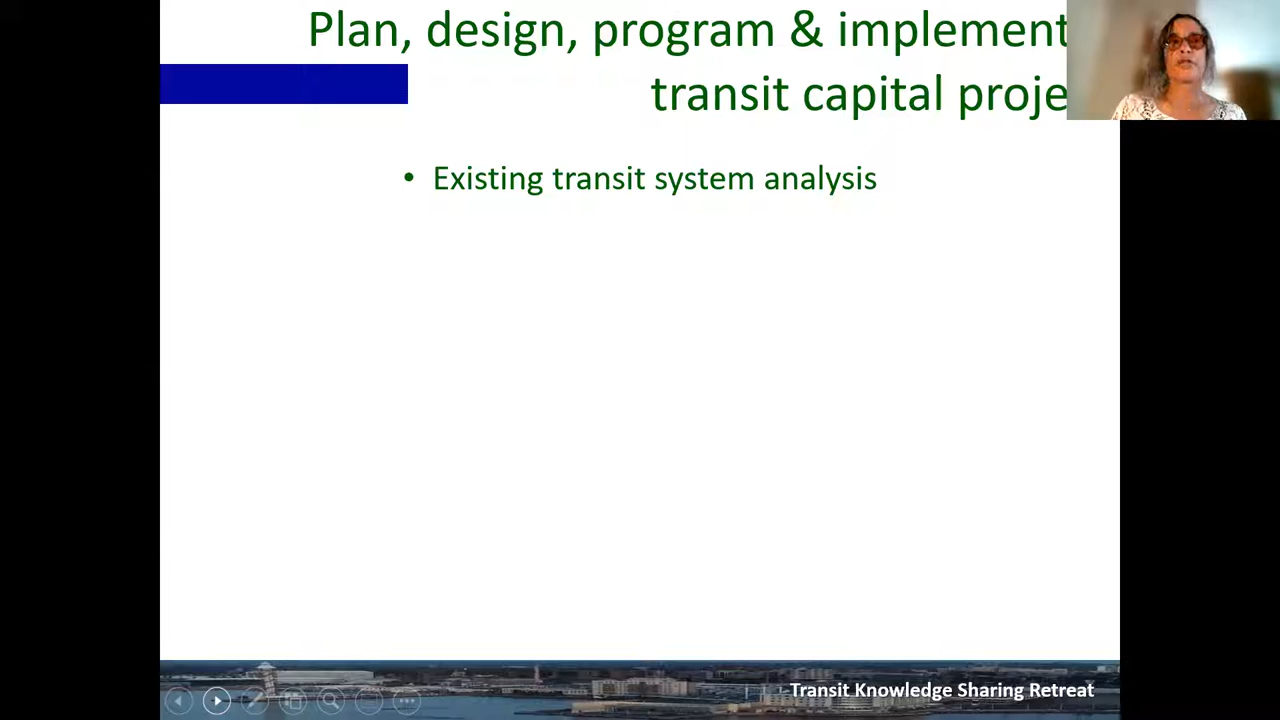 Plan, design, program & implement
transit capital proje
• Existing transit system analysis
Transit Knowledge Sharing Retreat